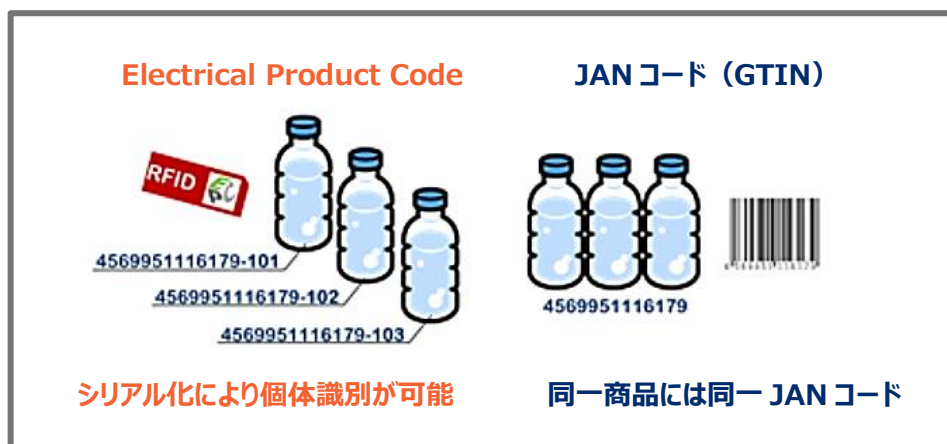 Electrical Product Code
JAN コード（GTIN）
RFID
4569951116179-101
4569951116179-102
4569951116179-103
4569951116179
シリアル化により個体識別が可能
同一商品には同一 JAN コード